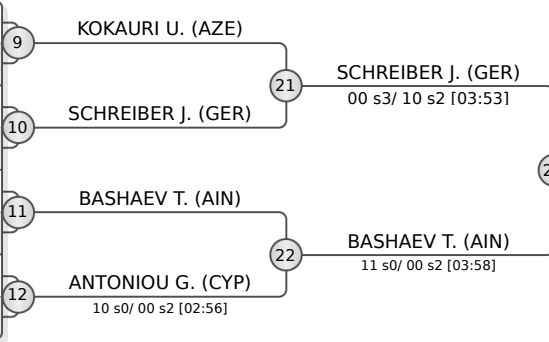 KOKAURI U. (AZE)
9
SCHREIBER J. (GER)
21
00 s3/ 10 s2 [03:53]
SCHREIBER J. (GER)
10
BASHAEV T. (AIN)
11
BASHAEV T. (AIN)
22
11 s0/ 00 s2 [03:58]
ANTONIOU G. (CYP)
12
10 s0/ 00 s2 [02:56]